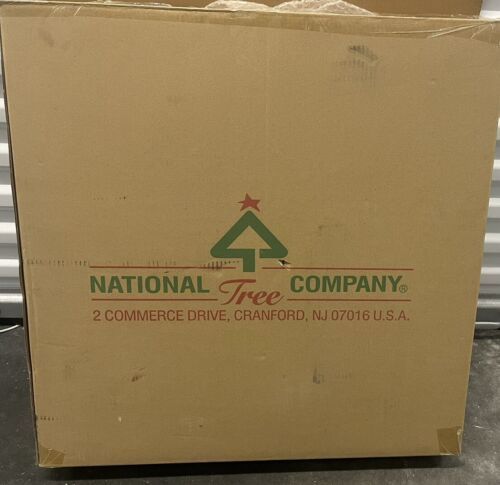 NATIONAL Tree COMPANY®
2 COMMERCE DRIVE, CRANFORD, NJ 07016 U.S.A.